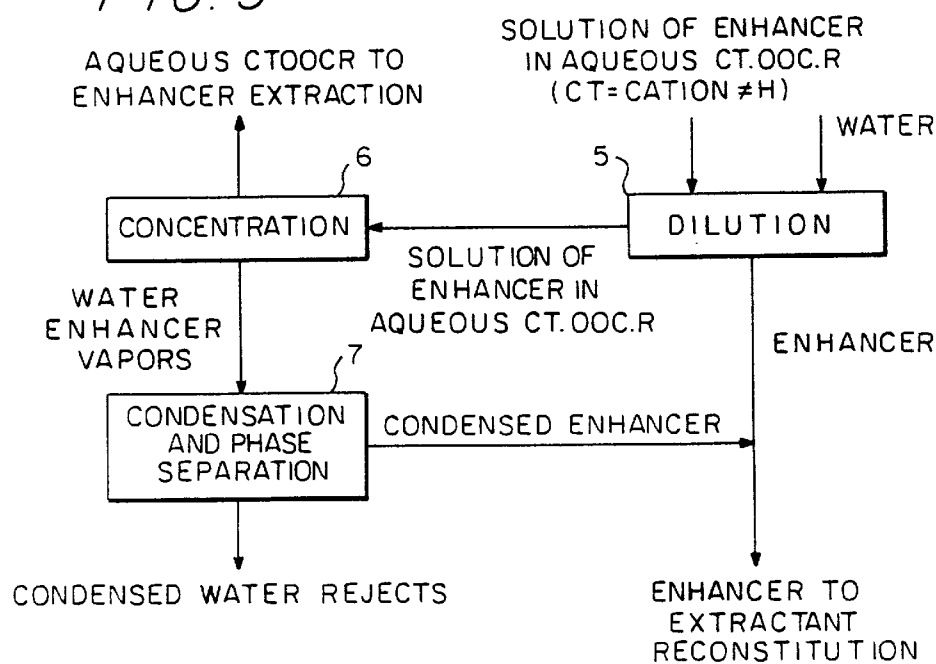 FIG. 3
SOLUTION OF ENHANCER
IN AQUEOUS CT.OOC.R
(CT=CATION ≠H)
WATER
AQUEOUS CTOOCR TO
ENHANCER EXTRACTION
6
5
CONCENTRATION
DILUTION
SOLUTION OF
ENHANCER IN
AQUEOUS CT.OOC.R
WATER
ENHANCER
VAPORS
ENHANCER
7
CONDENSATION
AND PHASE
SEPARATION
CONDENSED ENHANCER
CONDENSED WATER REJECTS
ENHANCER TO
EXTRACTANT
RECONSTITUTION